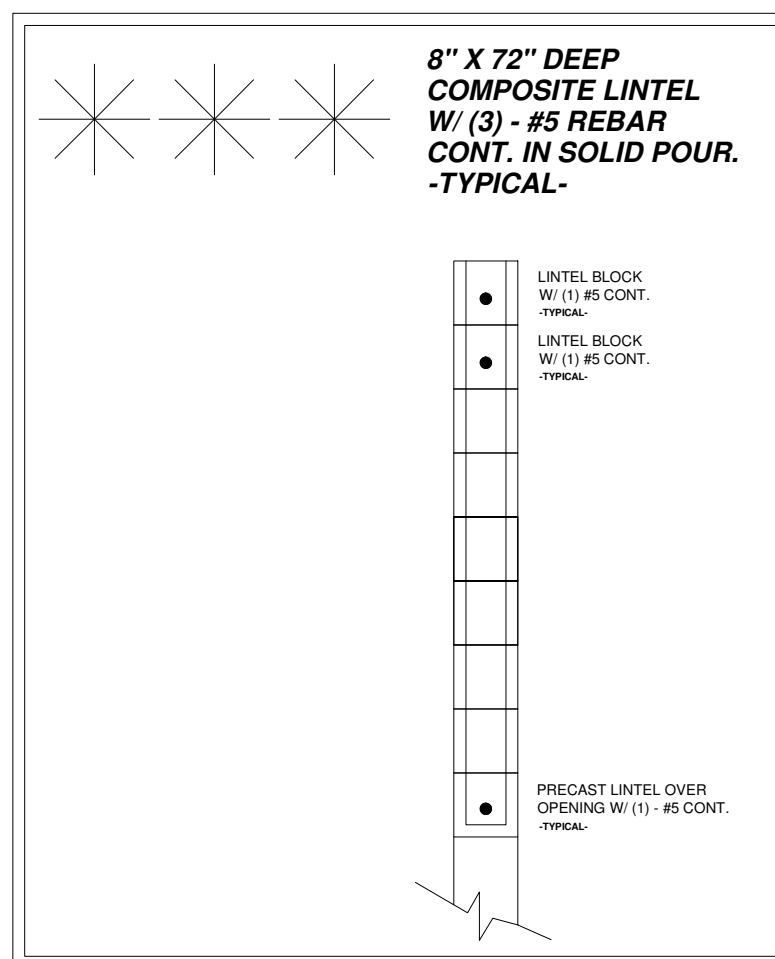 8" X 72" DEEP
COMPOSITE LINTEL
W/ (3) - #5 REBAR
CONT. IN SOLID POUR.
-TYPICAL-
LINTEL BLOCK
W/ (1) #5 CONT.
-TYPICAL-
LINTEL BLOCK
W/ (1) #5 CONT.
-TYPICAL-
PRECAST LINTEL OVER
OPENING W/ (1) - #5 CONT.
-TYPICAL-